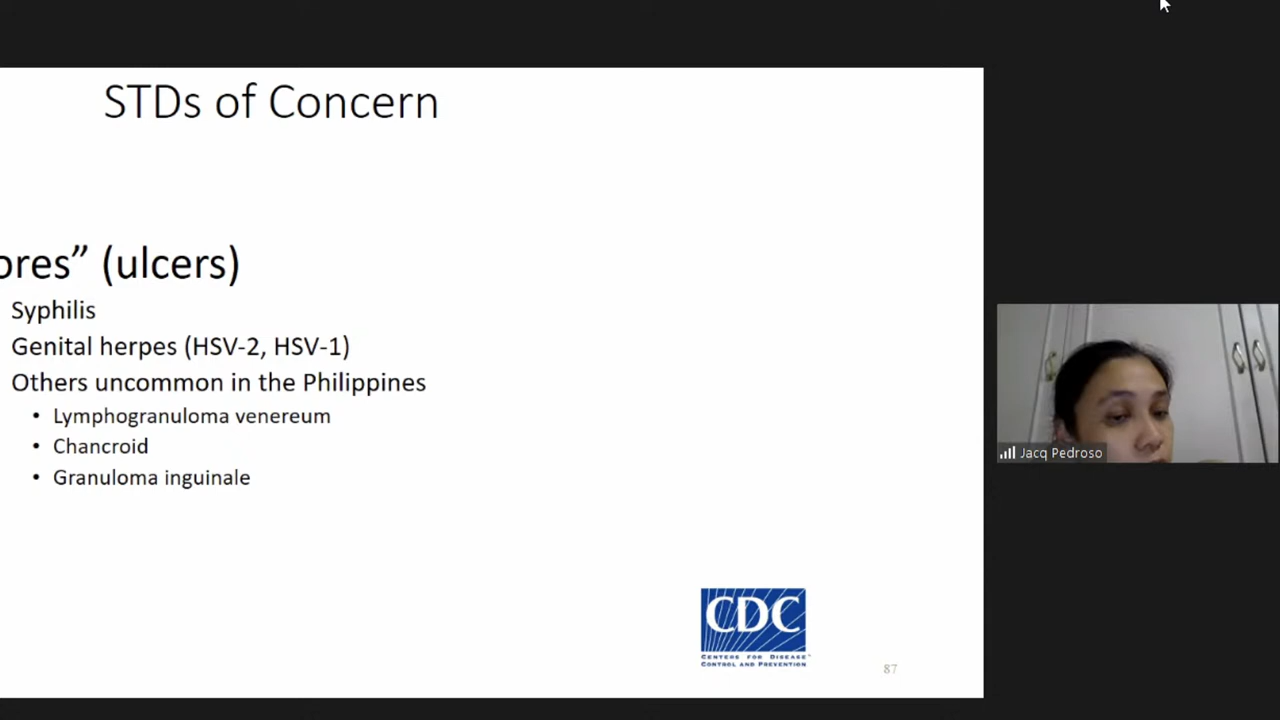 STDs of Concern
ores” (ulcers)
Syphilis
Genital herpes (HSV-2, HSV-1)
Others uncommon in the Philippines
• Lymphogranuloma venereum
• Chancroid
• Granuloma inguinale
Jacq Pedroso
CDC
CENTERS FOR DISEASE
CONTROL AND PREVENTION
87